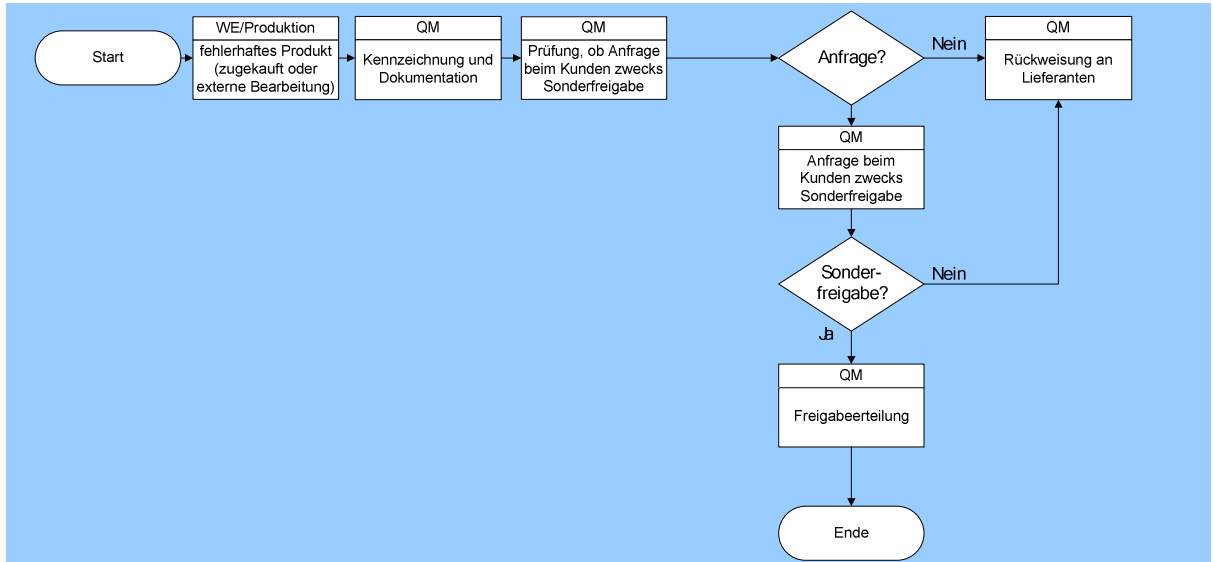 Start
WE/Produktion
fehlerhaftes Produkt
(zugekauft oder
externe Bearbeitung)
QM
Kennzeichnung und
Dokumentation
QM
Prüfung, ob Anfrage
beim Kunden zwecks
Sonderfreigabe
Anfrage?
Nein
QM
Rückweisung an
Lieferanten
QM
Anfrage beim
Kunden zwecks
Sonderfreigabe
Sonder-
freigabe?
Nein
Ja
QM
Freigabeerteilung
Ende